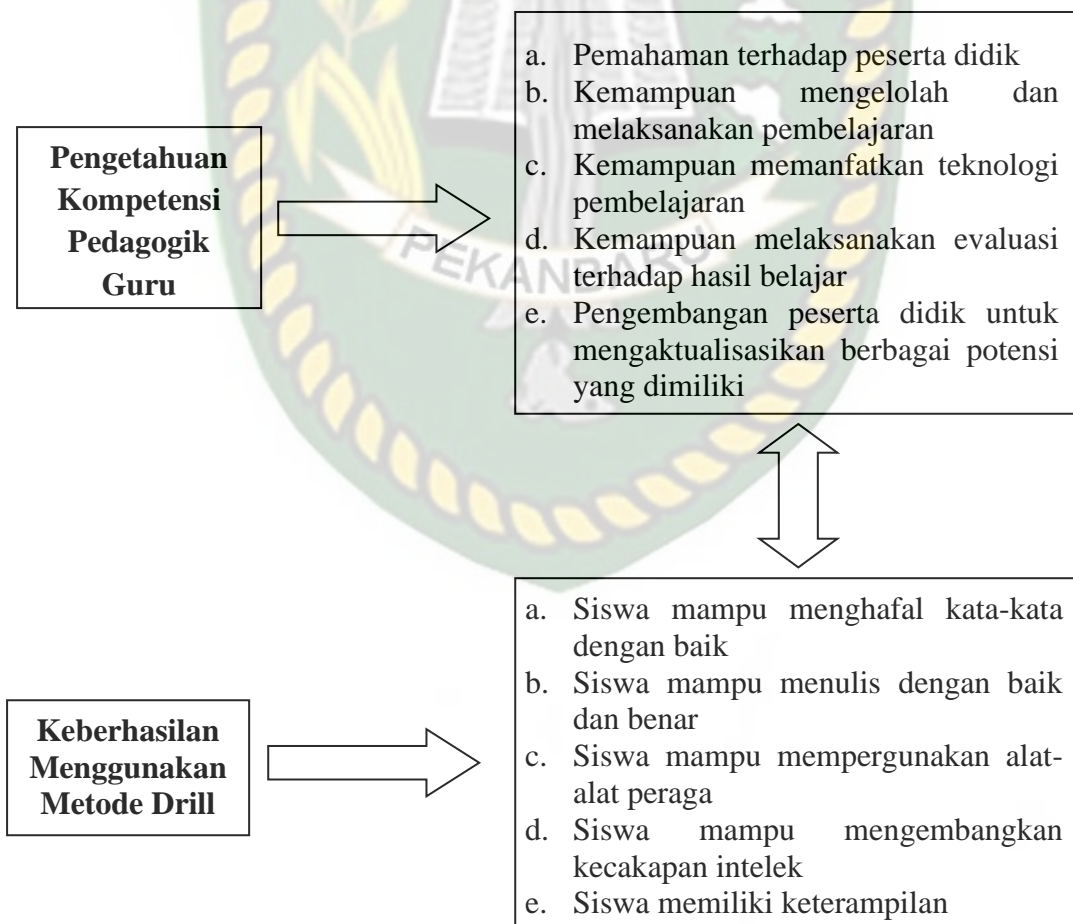 Pengetahuan
Kompetensi
Pedagogik
Guru
a. Pemahaman terhadap peserta didik
b. Kemampuan mengelolah dan
melaksanakan pembelajaran
c. Kemampuan memanfatkan teknologi
pembelajaran
d. Kemampuan melaksanakan evaluasi
terhadap hasil belajar
e. Pengembangan peserta didik untuk
mengaktualisasikan berbagai potensi
yang dimiliki
PEKANBARU
Keberhasilan
Menggunakan
Metode Drill
a. Siswa mampu menghafal kata-kata
dengan baik
b. Siswa mampu menulis dengan baik
dan benar
c. Siswa mampu mempergunakan alat-
alat peraga
d. Siswa mampu mengembangkan
kecakapan intelek
e. Siswa memiliki keterampilan